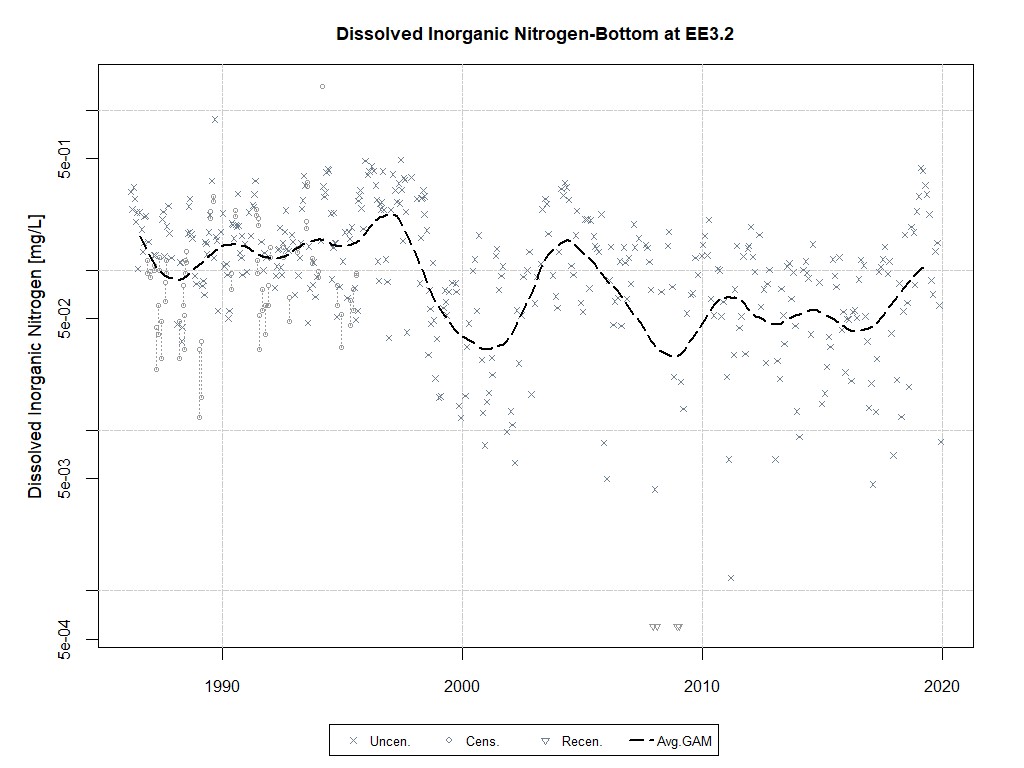 Dissolved Inorganic Nitrogen-Bottom at EE3.2
Dissolved Inorganic Nitrogen [mg/L]
5e-01
5e-02
5e-03
5e-04
1990 2000 2010 2020
Uncen. Cens. Recen. Avg.GAM